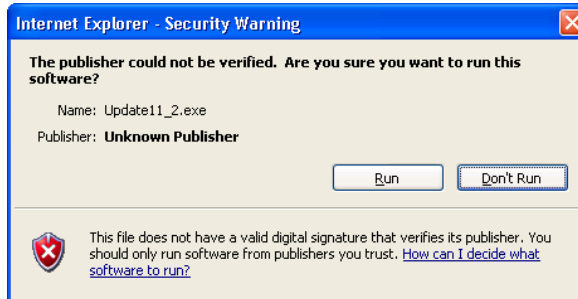 Internet Explorer - Security Warning
The publisher could not be verified.  Are you sure you want to run this
software?
Name: Update11_2.exe
Publisher: Unknown Publisher
Run Don't Run
This file does not have a valid digital signature that verifies its publisher. You
should only run software from publishers you trust. How can I decide what
software to run?